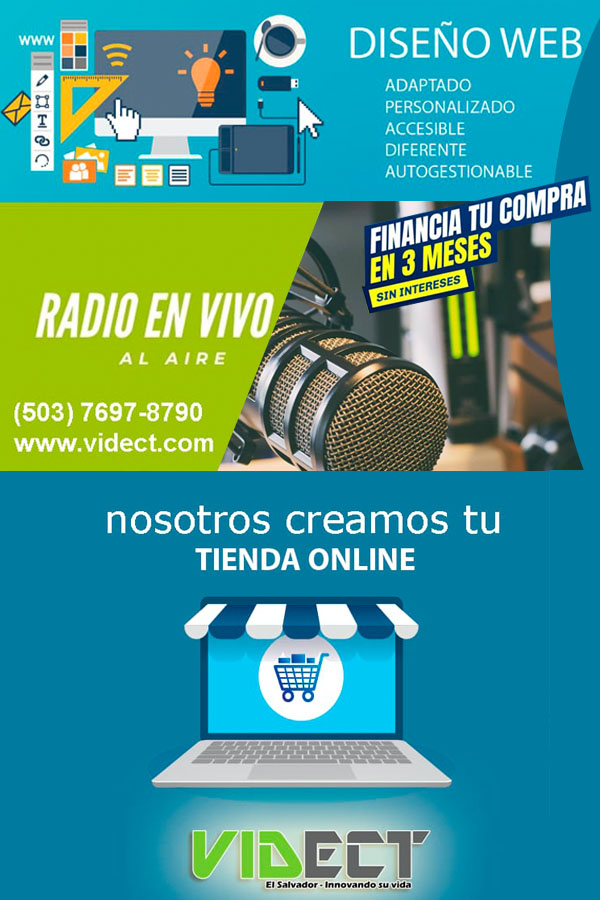 WWW
DISEÑO WEB
ADAPTADO
PERSONALIZADO
ACCESIBLE
DIFERENTE
AUTOGESTIONABLE
T
FINANCIA TU COMPRA
EN 3 MESES
SIN INTERESES
RADIO EN VIVO
AL AIRE
(503) 7697-8790
www.videct.com
nosotros creamos tu
TIENDA ONLINE
VIDECT
El Salvador - Innovando su vida